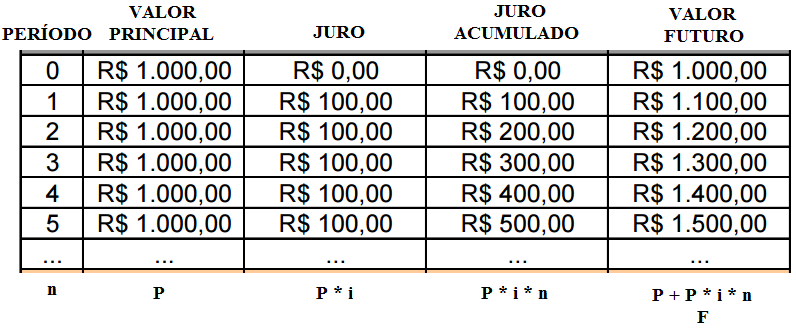 PERÍODO VALOR PRINCIPAL JURO JURO ACUMULADO VALOR FUTURO
0 R$ 1.000,00 R$ 0,00 R$ 0,00 R$ 1.000,00
1 R$ 1.000,00 R$ 100,00 R$ 100,00 R$ 1.100,00
2 R$ 1.000,00 R$ 100,00 R$ 200,00 R$ 1.200,00
3 R$ 1.000,00 R$ 100,00 R$ 300,00 R$ 1.300,00
4 R$ 1.000,00 R$ 100,00 R$ 400,00 R$ 1.400,00
5 R$ 1.000,00 R$ 100,00 R$ 500,00 R$ 1.500,00
... ... ... ... ...
n P P * i P * i * n P + P * i * n
F